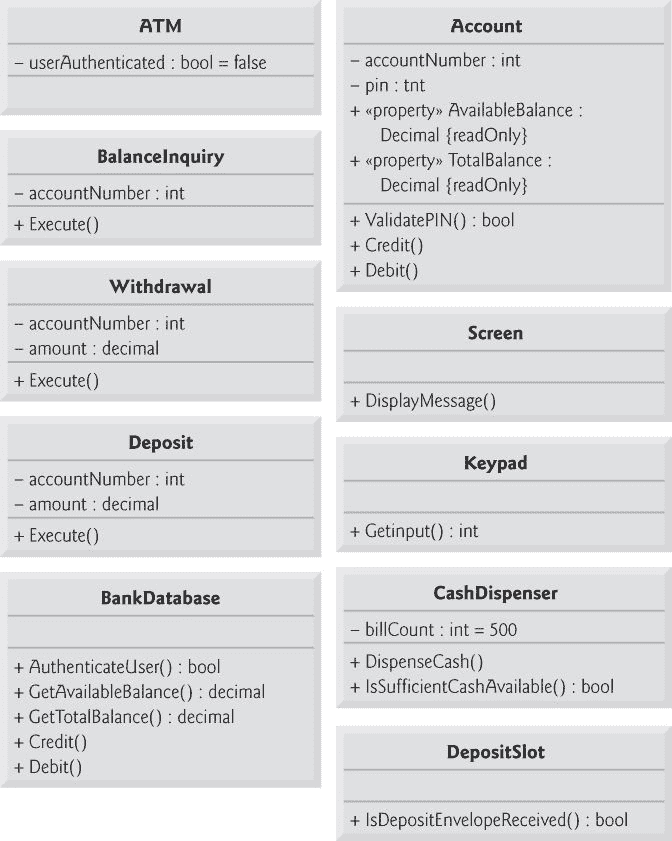 ATM
– userAuthenticated : bool = false
BalanceInquiry
– accountNumber : int
+ Execute()
Withdrawal
– accountNumber : int
– amount : decimal
+ Execute()
Deposit
– accountNumber : int
– amount : decimal
+ Execute()
BankDatabase
+ AuthenticateUser() : bool
+ GetAvailableBalance() : decimal
+ GetTotalBalance() : decimal
+ Credit()
+ Debit()
Account
– accountNumber : int
– pin : tnt
+ «property» AvailableBalance :
Decimal {readOnly}
+ «property» TotalBalance :
Decimal {readOnly}
+ ValidatePIN() : bool
+ Credit()
+ Debit()
Screen
+ DisplayMessage()
Keypad
+ Getinput() : int
CashDispenser
– billCount : int = 500
+ DispenseCash()
+ IsSufficientCashAvailable() : bool
DepositSlot
+ IsDepositEnvelopeReceived() : bool